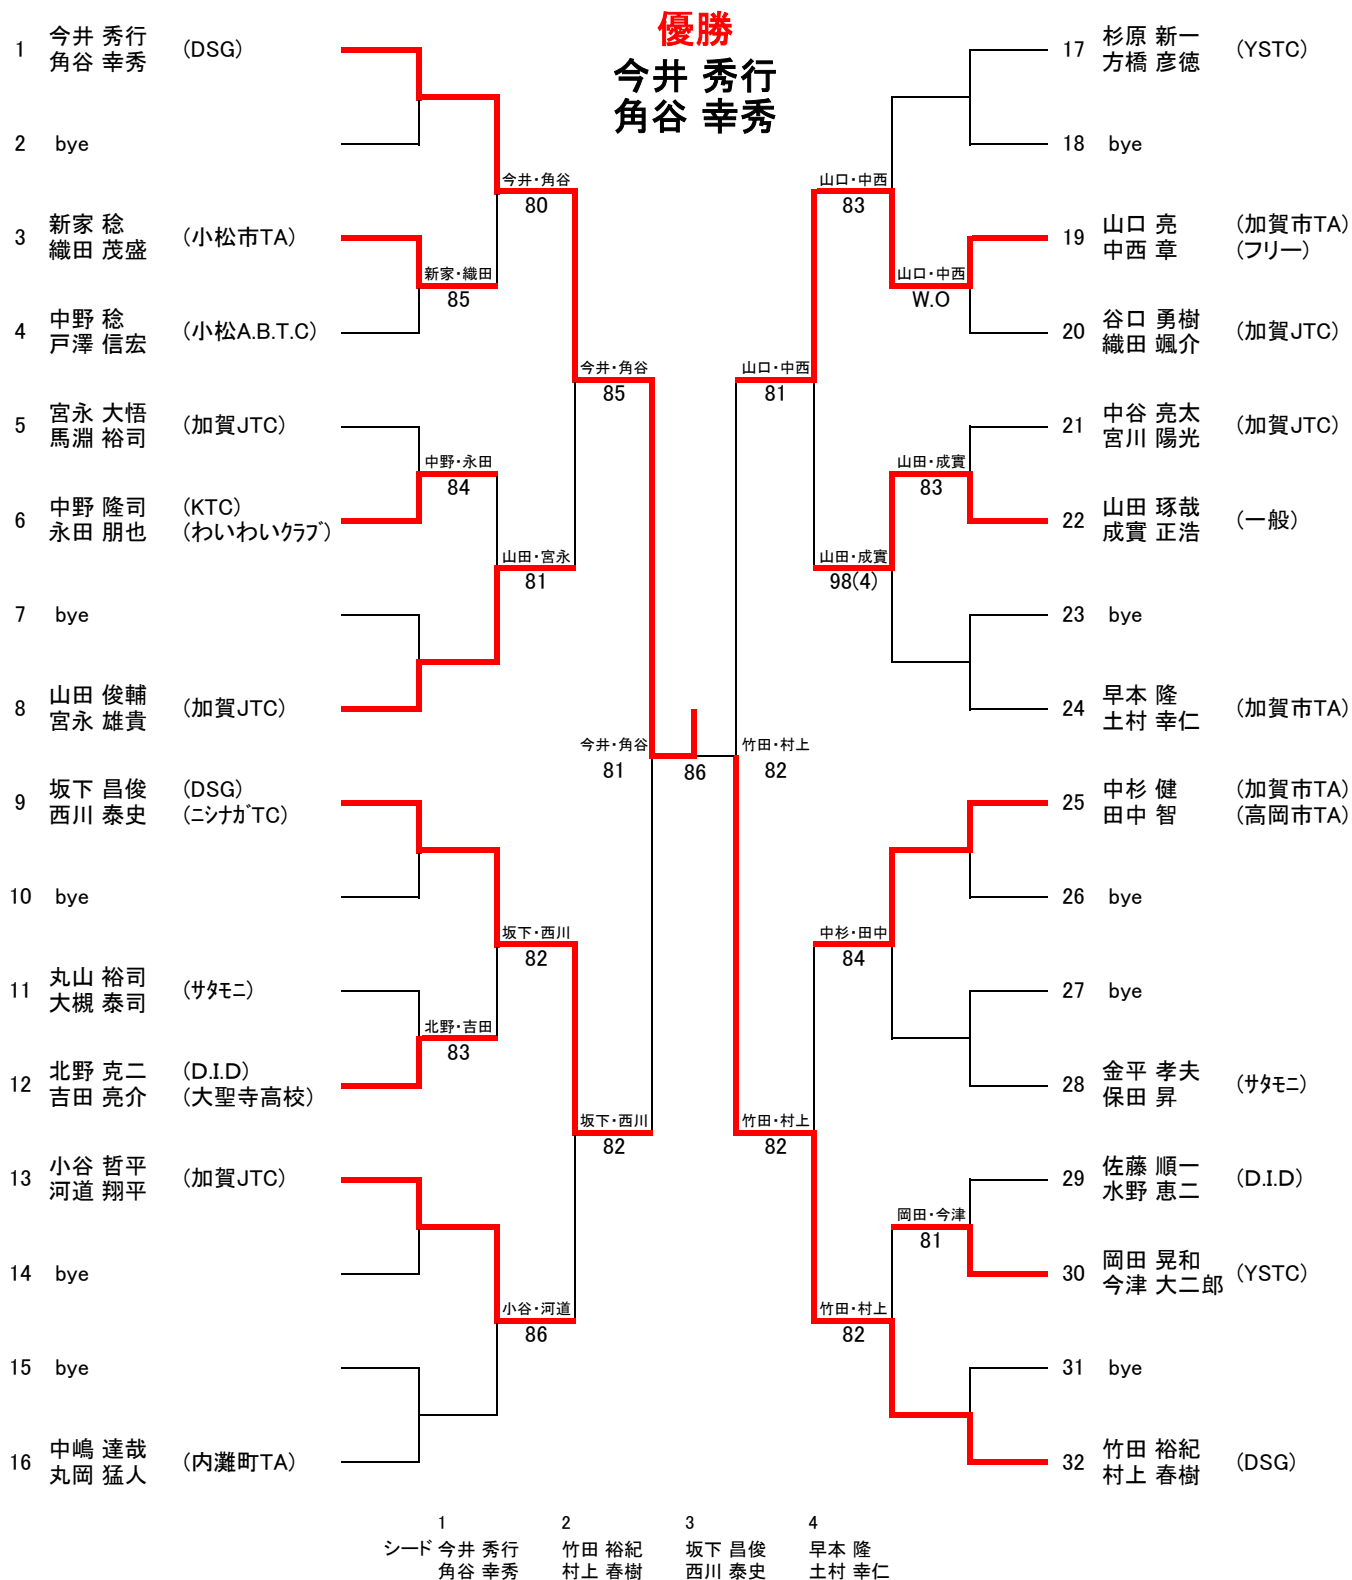 優勝
今井 秀行
角谷 幸秀
1 今井 秀行 (DSG)
角谷 幸秀
2 bye
3 新家 稔 (小松市TA)
織田 茂盛
4 中野 稔 (小松A.B.T.C)
戸澤 信宏
5 宮永 大悟 (加賀JTC)
馬淵 裕司
6 中野 隆司 (KTC)
永田 朋也 (わいわいｸﾗﾌﾞ)
7 bye
8 山田 俊輔 (加賀JTC)
宮永 雄貴
9 坂下 昌俊 (DSG)
西川 泰史 (ﾆｼﾅｶﾞTC)
10 bye
11 丸山 裕司 (ｻﾀﾓﾆ)
大槻 泰司
12 北野 克二 (D.I.D)
吉田 亮介 (大聖寺高校)
13 小谷 哲平 (加賀JTC)
河道 翔平
14 bye
15 bye
16 中嶋 達哉 (内灘町TA)
丸岡 猛人
新家・織田
85
中野・永田
84
北野・吉田
83
今井・角谷
80
山田・宮永
81
坂下・西川
82
小谷・河道
86
今井・角谷
85
坂下・西川
82
今井・角谷
81
86
竹田・村上
82
山口・中西
81
竹田・村上
82
山口・中西
83
山田・成實
98(4)
中杉・田中
84
竹田・村上
82
山口・中西
W.O
山田・成實
83
岡田・今津
81
17 杉原 新一 (YSTC)
方橋 彦徳
18 bye
19 山口 亮 (加賀市TA)
中西 章 (フリー)
20 谷口 勇樹 (加賀JTC)
織田 颯介
21 中谷 亮太 (加賀JTC)
宮川 陽光
22 山田 琢哉 (一般)
成實 正浩
23 bye
24 早本 隆 (加賀市TA)
土村 幸仁
25 中杉 健 (加賀市TA)
田中 智 (高岡市TA)
26 bye
27 bye
28 金平 孝夫 (ｻﾀﾓﾆ)
保田 昇
29 佐藤 順一 (D.I.D)
水野 恵二
30 岡田 晃和 (YSTC)
今津 大二郎
31 bye
32 竹田 裕紀 (DSG)
村上 春樹
1 2 3 4
シード 今井 秀行 竹田 裕紀 坂下 昌俊 早本 隆
角谷 幸秀 村上 春樹 西川 泰史 土村 幸仁